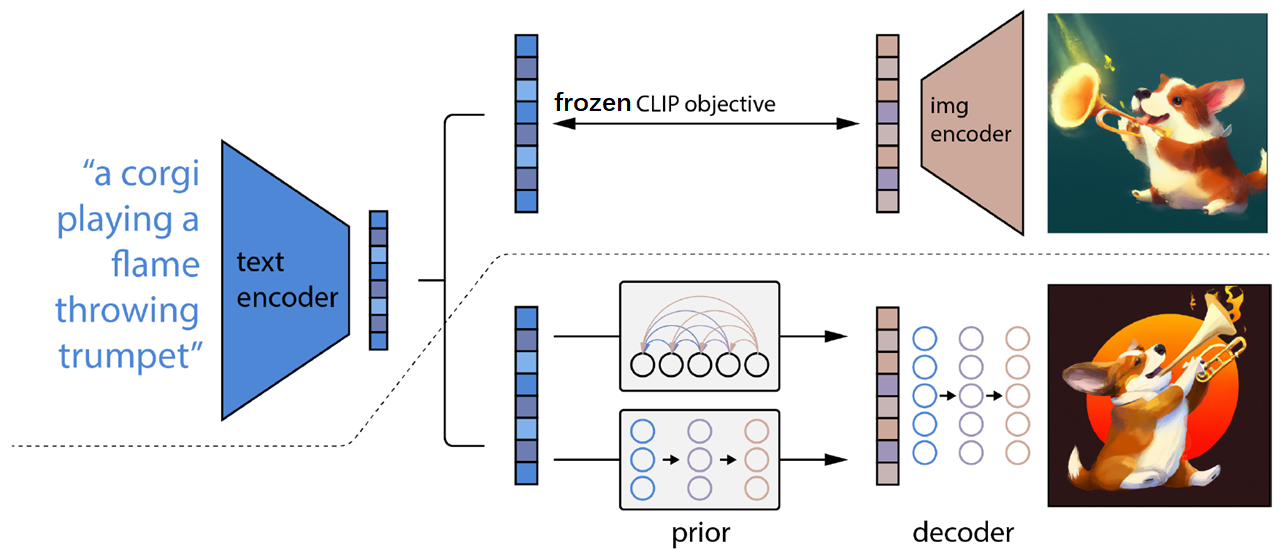 “a corgi
playing a
flame
throwing
trumpet”
text
encoder
frozen CLIP objective
img
encoder
prior
decoder